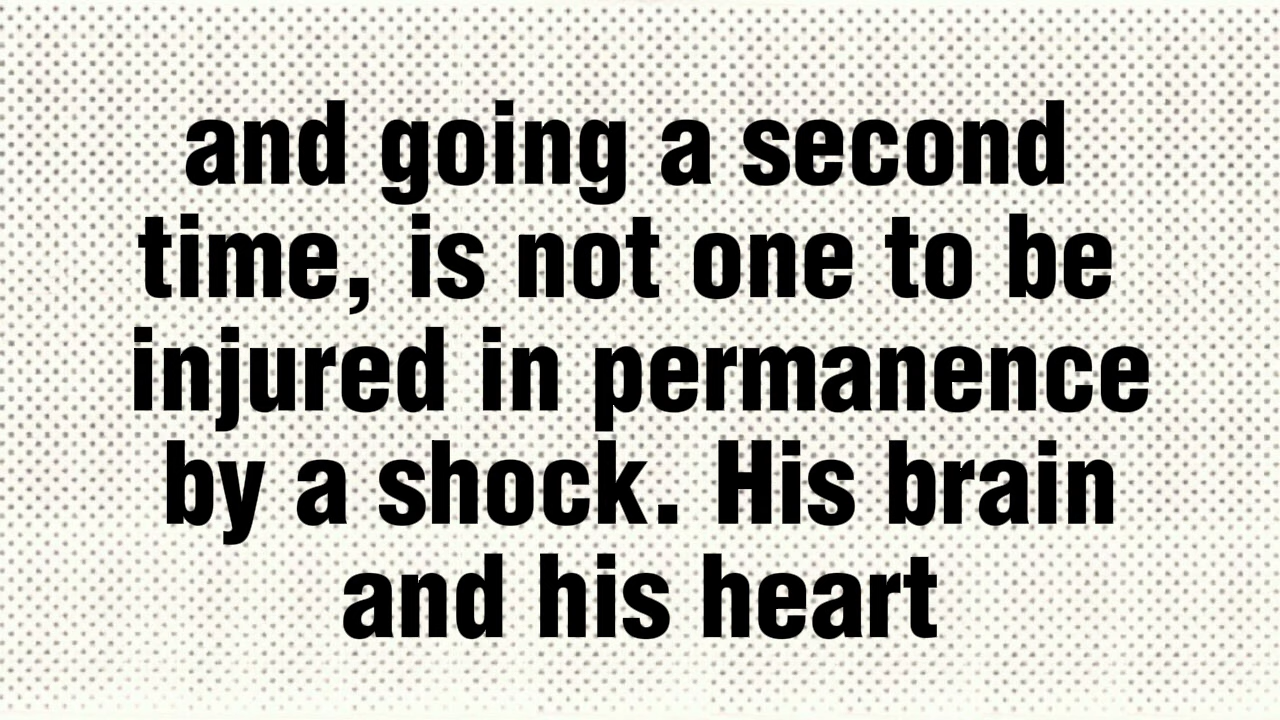 and going a second
time, is not one to be
injured in permanence
by a shock. His brain
and his heart